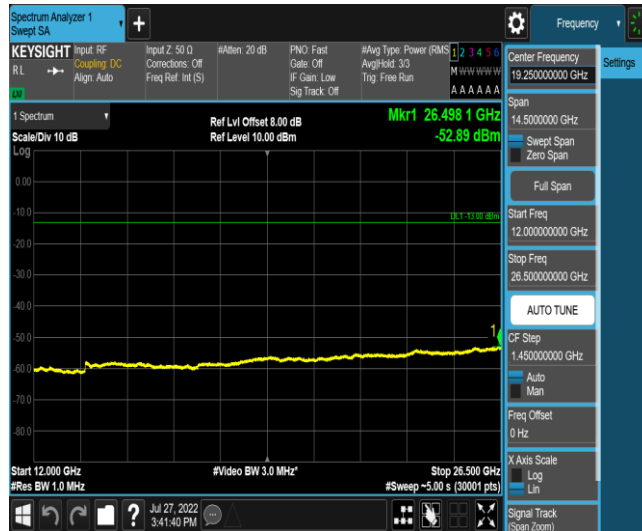 Spectrum Analyzer 1
Swept SA
+
Frequency
KEYSIGHT
RL
LXI
Input: RF
Coupling: DC
Align: Auto
Input Z: 50 Ω
Corrections: Off
Freq Ref: Int (S)
#Atten: 20 dB
PNO: Fast
Gate: Off
IF Gain: Low
Sig Track: Off
#Avg Type: Power (RMS
Avg|Hold: 3/3
Trig: Free Run
1 2 3 4 5 6
M W W W W W
A A A A A A
1 Spectrum
Scale/Div 10 dB
Ref Lvl Offset 8.00 dB
Ref Level 10.00 dBm
Mkr1 26.498 1 GHz
-52.89 dBm
Log
0.00
-10.0
DL1 -13.00 dBm
-20.0
-30.0
-40.0
-50.0
1
-60.0
-70.0
-80.0
Start 12.000 GHz
#Video BW 3.0 MHz*
Stop 26.500 GHz
#Res BW 1.0 MHz
#Sweep ~5.00 s (30001 pts)
?
Jul 27, 2022
3:41:40 PM
Center Frequency
19.250000000 GHz
Settings
Span
14.5000000 GHz
Swept Span
Zero Span
Full Span
Start Freq
12.000000000 GHz
Stop Freq
26.500000000 GHz
AUTO TUNE
CF Step
1.450000000 GHz
Auto
Man
Freq Offset
0 Hz
X Axis Scale
Log
Lin
Signal Track
(Span Zoom)